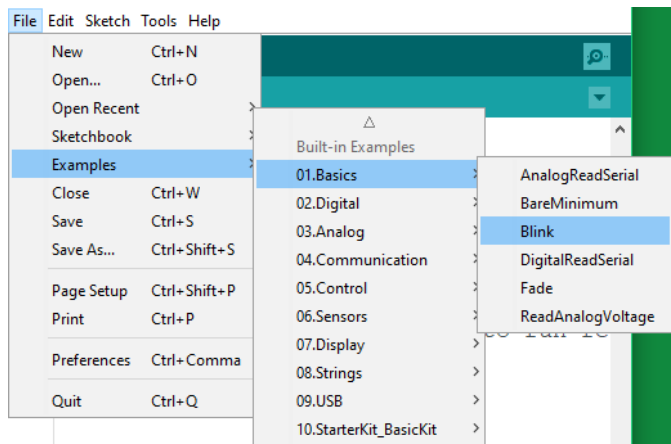 File Edit Sketch Tools Help
New Ctrl+N
Open... Ctrl+O
Open Recent
Sketchbook
Examples
Close Ctrl+W
Save Ctrl+S
Save As... Ctrl+Shift+S
Page Setup Ctrl+Shift+P
Print Ctrl+P
Preferences Ctrl+Comma
Quit Ctrl+Q
Built-in Examples
01.Basics
02.Digital
03.Analog
04.Communication
05.Control
06.Sensors
07.Display
08.Strings
09.USB
10.StarterKit_BasicKit
AnalogReadSerial
BareMinimum
Blink
DigitalReadSerial
Fade
ReadAnalogVoltage